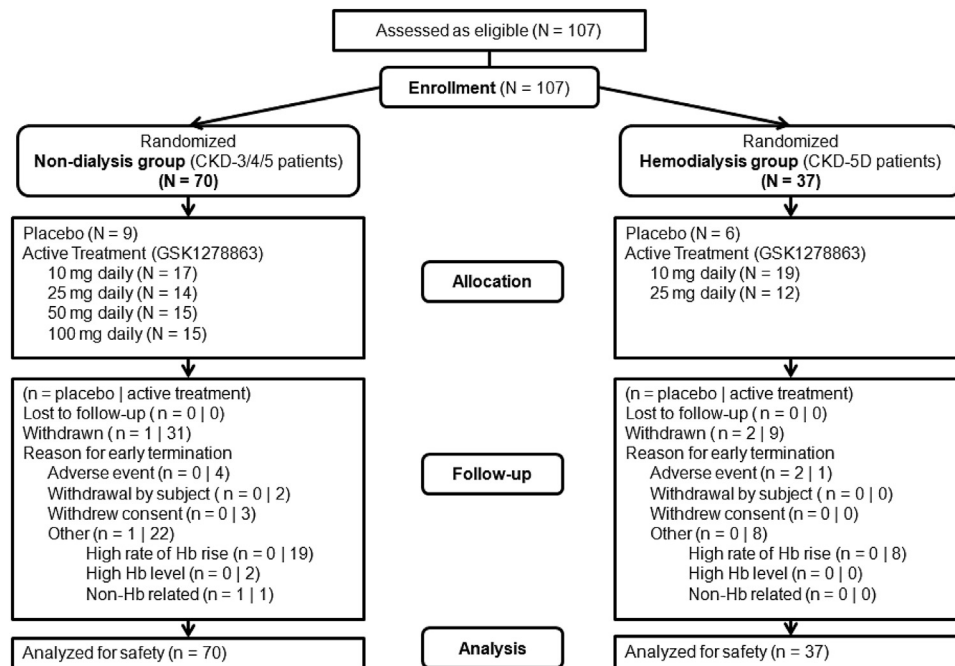 Assessed as eligible (N = 107)
Enrollment (N = 107)
Randomized
Non-dialysis group (CKD-3/4/5 patients)
(N = 70)
Randomized
Hemodialysis group (CKD-5D patients)
(N = 37)
Placebo (N = 9)
Active Treatment (GSK1278863)
10 mg daily (N = 17)
25 mg daily (N = 14)
50 mg daily (N = 15)
100 mg daily (N = 15)
Allocation
Placebo (N = 6)
Active Treatment (GSK1278863)
10 mg daily (N = 19)
25 mg daily (N = 12)
(n = placebo | active treatment)
Lost to follow-up ( n = 0 | 0)
Withdrawn ( n = 1 | 31)
Reason for early termination
Adverse event (n = 0 | 4)
Withdrawal by subject ( n = 0 | 2)
Withdrew consent (n = 0 | 3)
Other (n = 1 | 22)
High rate of Hb rise (n = 0 | 19)
High Hb level (n = 0 | 2)
Non-Hb related (n = 1 | 1)
Follow-up
(n = placebo | active treatment)
Lost to follow-up (n = 0 | 0)
Withdrawn (n = 2 | 9)
Reason for early termination
Adverse event (n = 2 | 1)
Withdrawal by subject (n = 0 | 0)
Withdrew consent (n = 0 | 0)
Other (n = 0 | 8)
High rate of Hb rise (n = 0 | 8)
High Hb level (n = 0 | 0)
Non-Hb related (n = 0 | 0)
Analyzed for safety (n = 70)
Analysis
Analyzed for safety (n = 37)